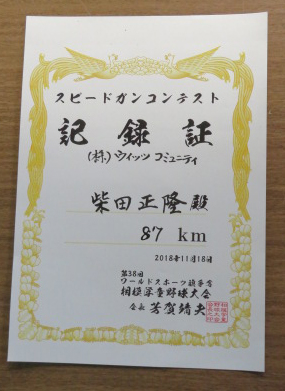 スピードガンコンテスト
記録証
(株)ウィッツコミュニティ
柴田正隆殿
87 km
2018年11月18日
第38回
ワールドスポーツ旗争奪
相模原童野球大会
会長 芳賀靖夫